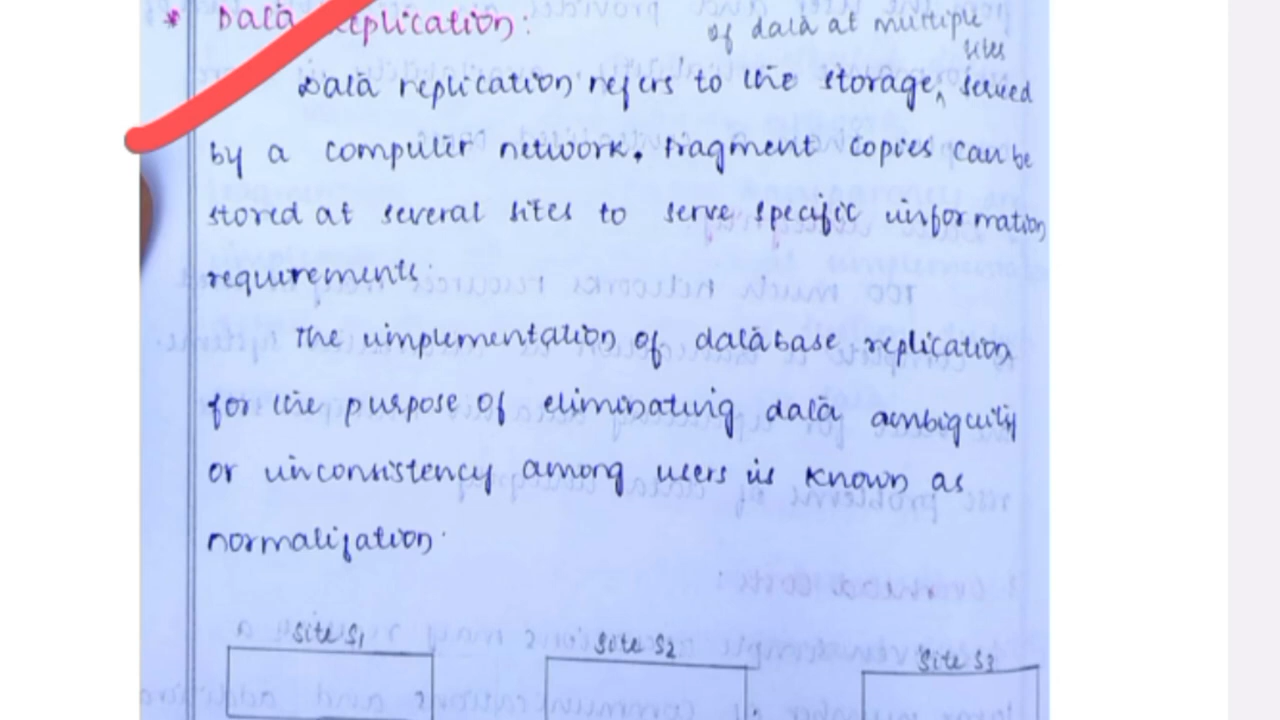 * Data Replication:
of data at multiple
sites
Data replication refers to the storage, served
by a computer network. Fragment copies can be
stored at several sites to serve specific information
requirements.
The implementation of database replication
for the purpose of eliminating data ambiguity
or inconsistency among users is known as
normalization.
Site S1
Site S2
Site S3